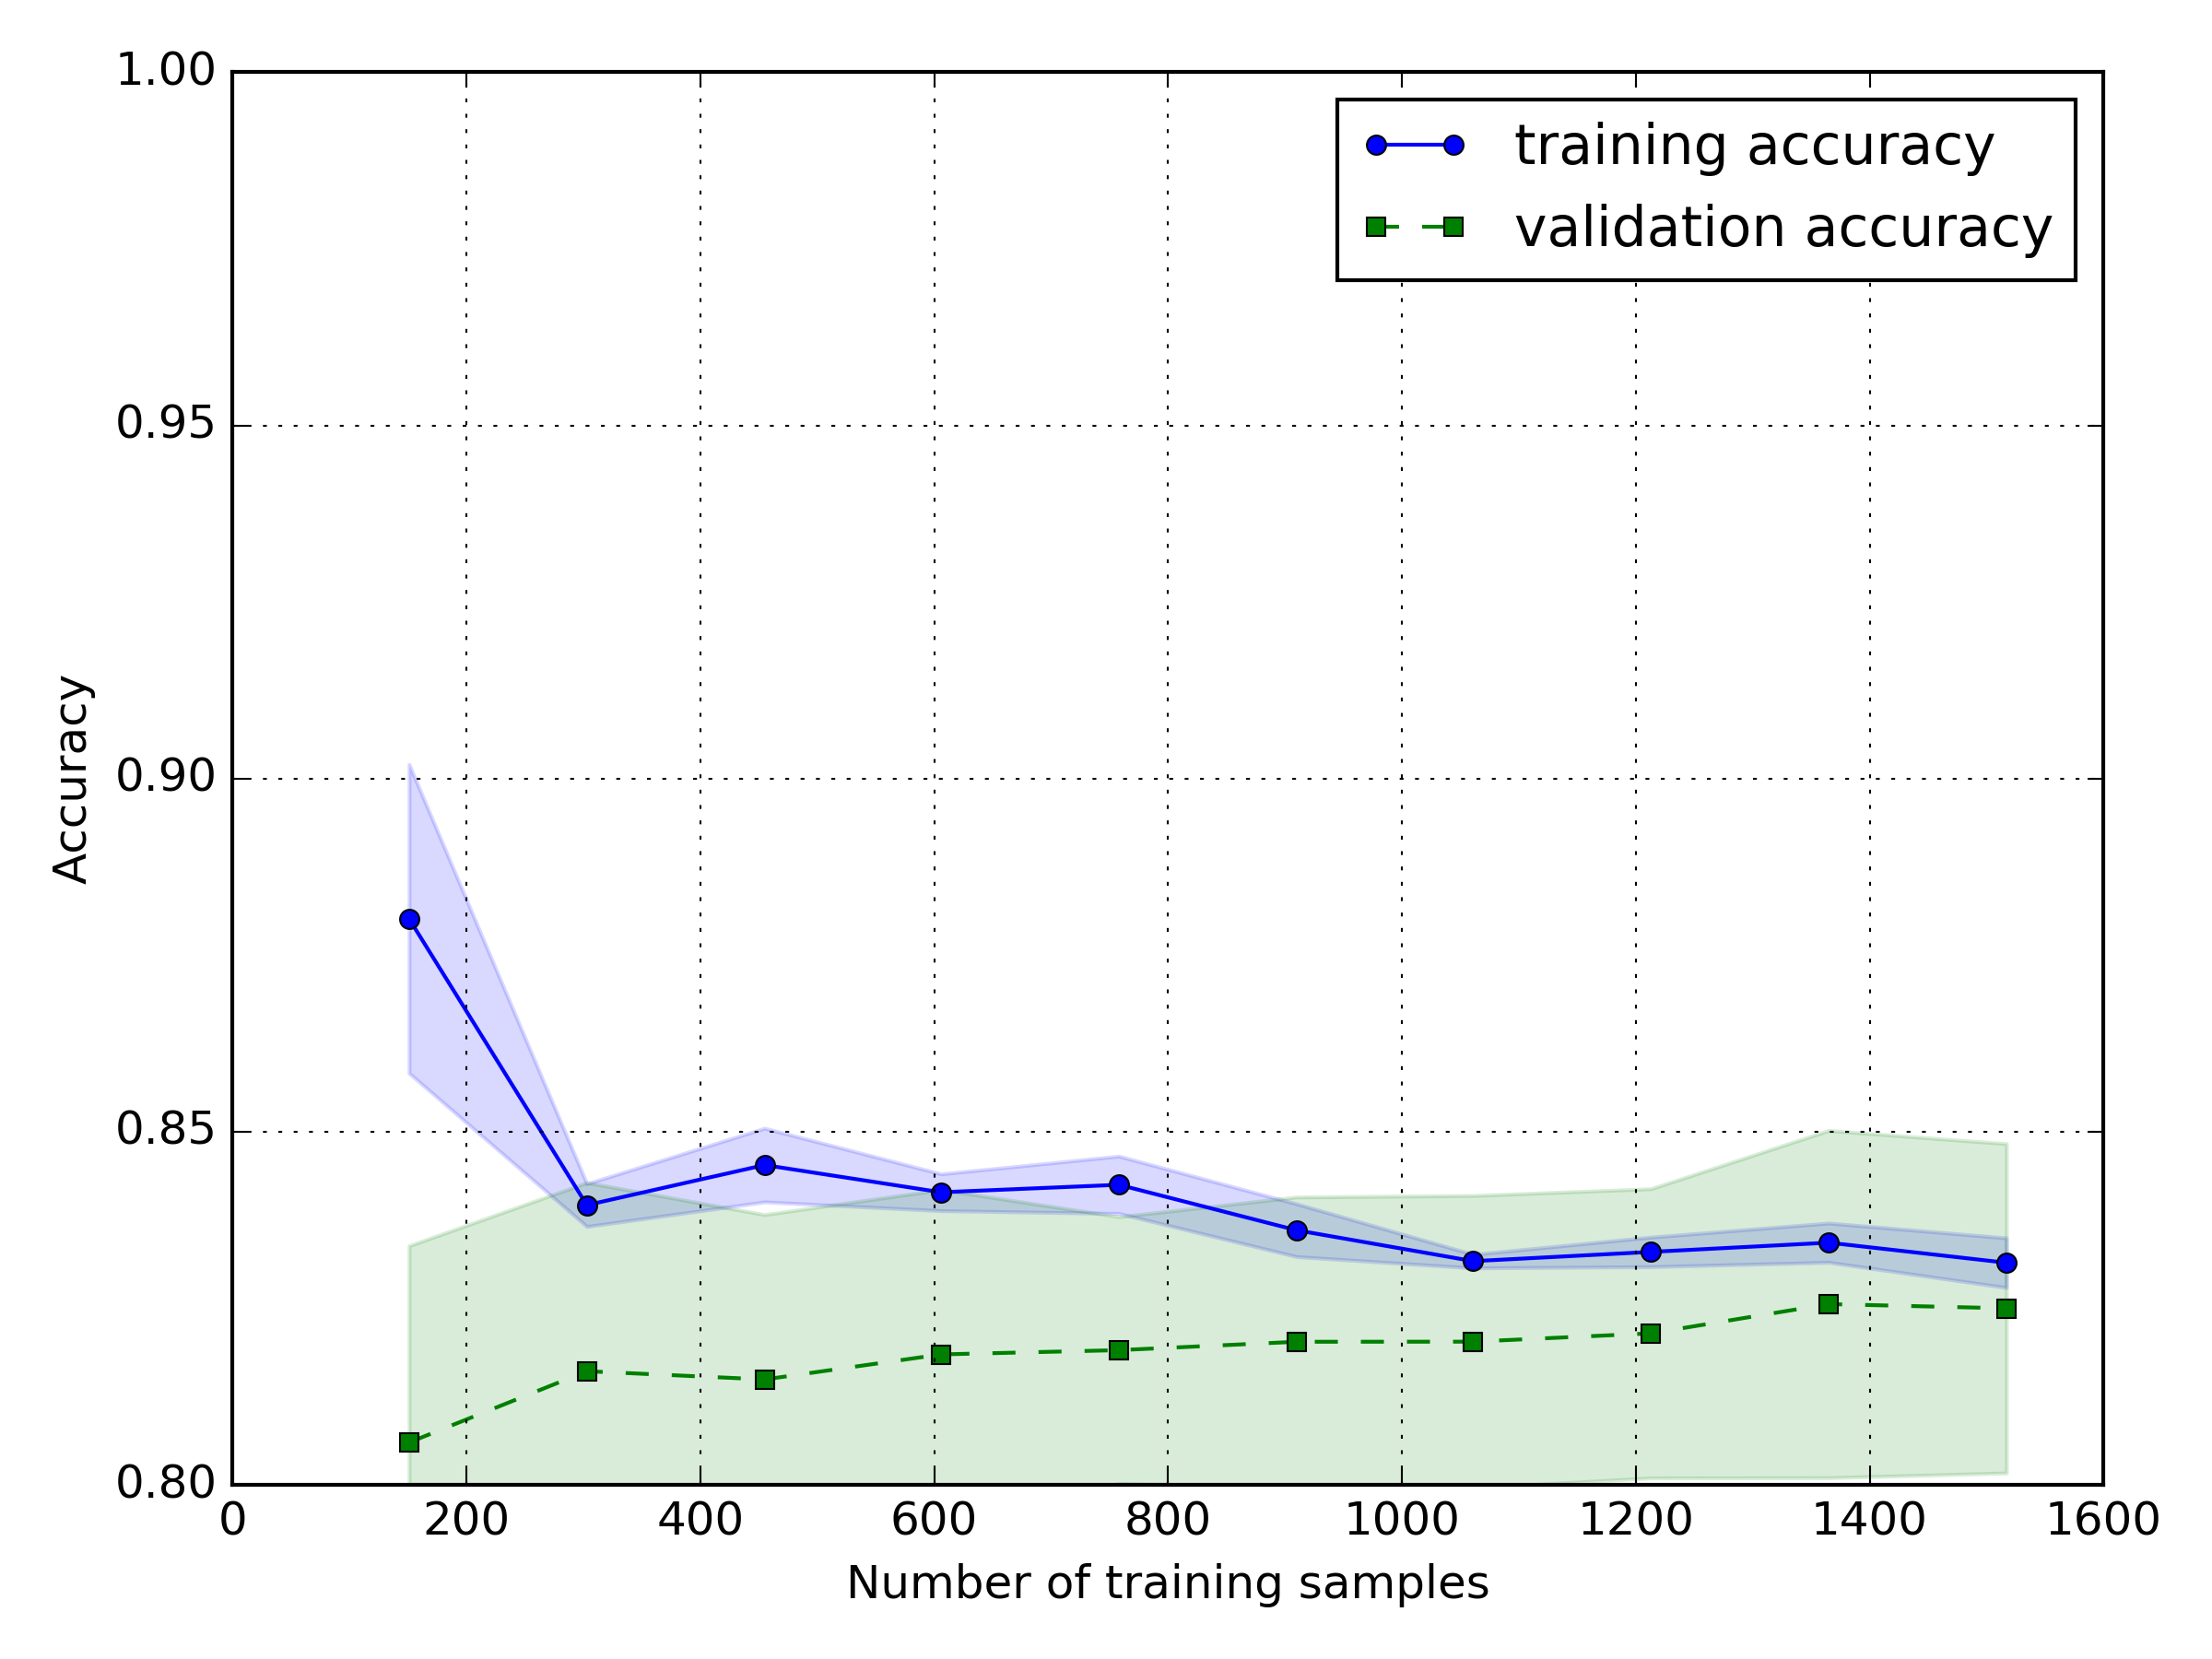 1.00
0.95
0.90
0.85
0.80
Accuracy
0 200 400 600 800 1000 1200 1400 1600
Number of training samples
training accuracy
validation accuracy